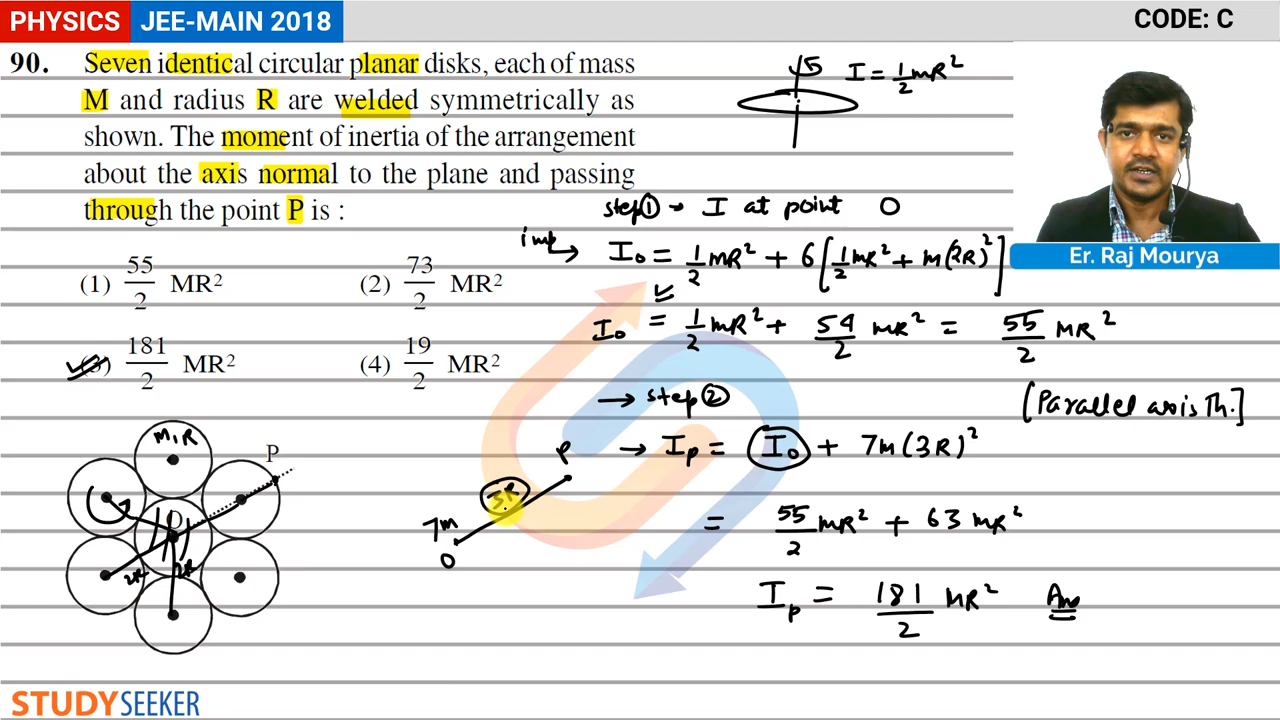 PHYSICS JEE-MAIN 2018
CODE: C
90. Seven identical circular planar disks, each of mass
M and radius R are welded symmetrically as
shown. The moment of inertia of the arrangement
about the axis normal to the plane and passing
through the point P is :
(1) 55/2 MR²
(2) 73/2 MR²
(3) 181/2 MR²
(4) 19/2 MR²
M,R
P
O
2R 2R
I = 1/2 mR²
Er. Raj Mourya
step① → I at point O
imp → I₀ = 1/2 mR² + 6[1/2 mR² + m(2R)²]
I₀ = 1/2 mR² + 54/2 mR² = 55/2 mR²
→ step②
[Parallel axis Th.]
→ Iₚ = I₀ + 7m(3R)²
P
3R
7m
O
= 55/2 mR² + 63 mR²
Iₚ = 181/2 MR² Ans
STUDYSEEKER